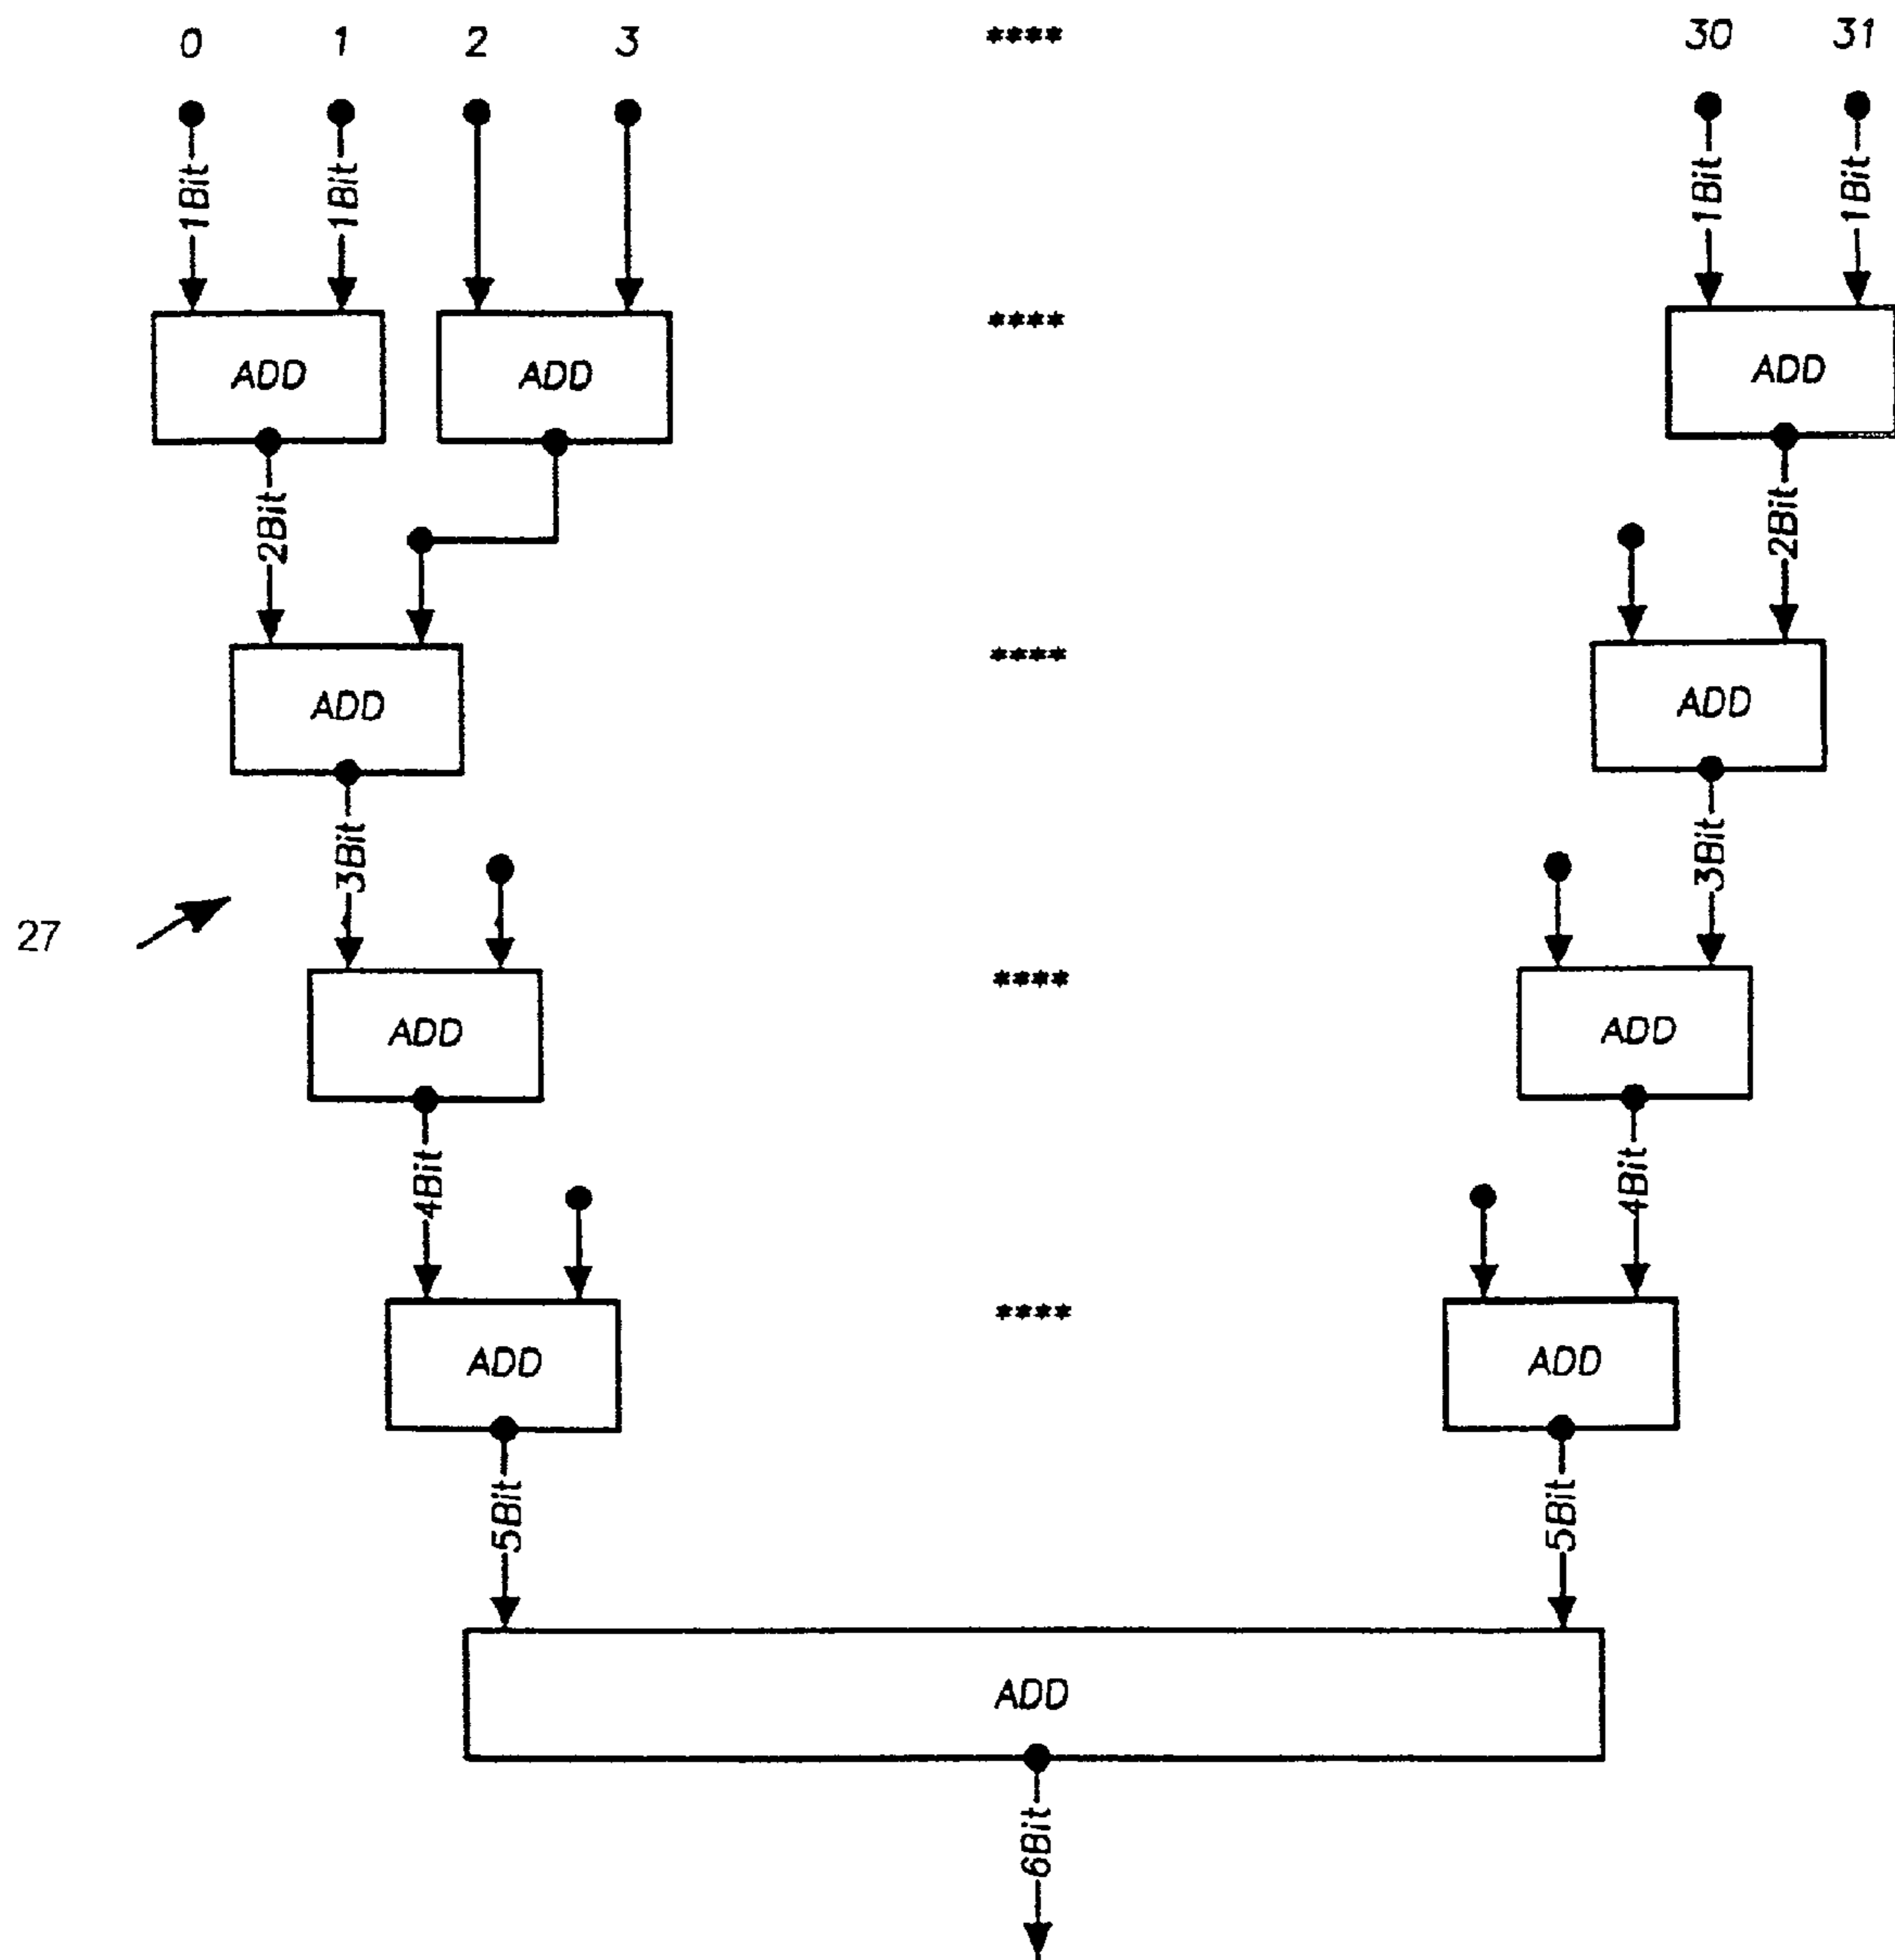 0 1 2 3 **** 30 31
1Bit 1Bit 1Bit 1Bit
****
ADD ADD ADD
2Bit 2Bit
****
ADD ADD
3Bit 3Bit
27
****
ADD ADD
4Bit 4Bit
****
ADD ADD
5Bit 5Bit
ADD
6Bit